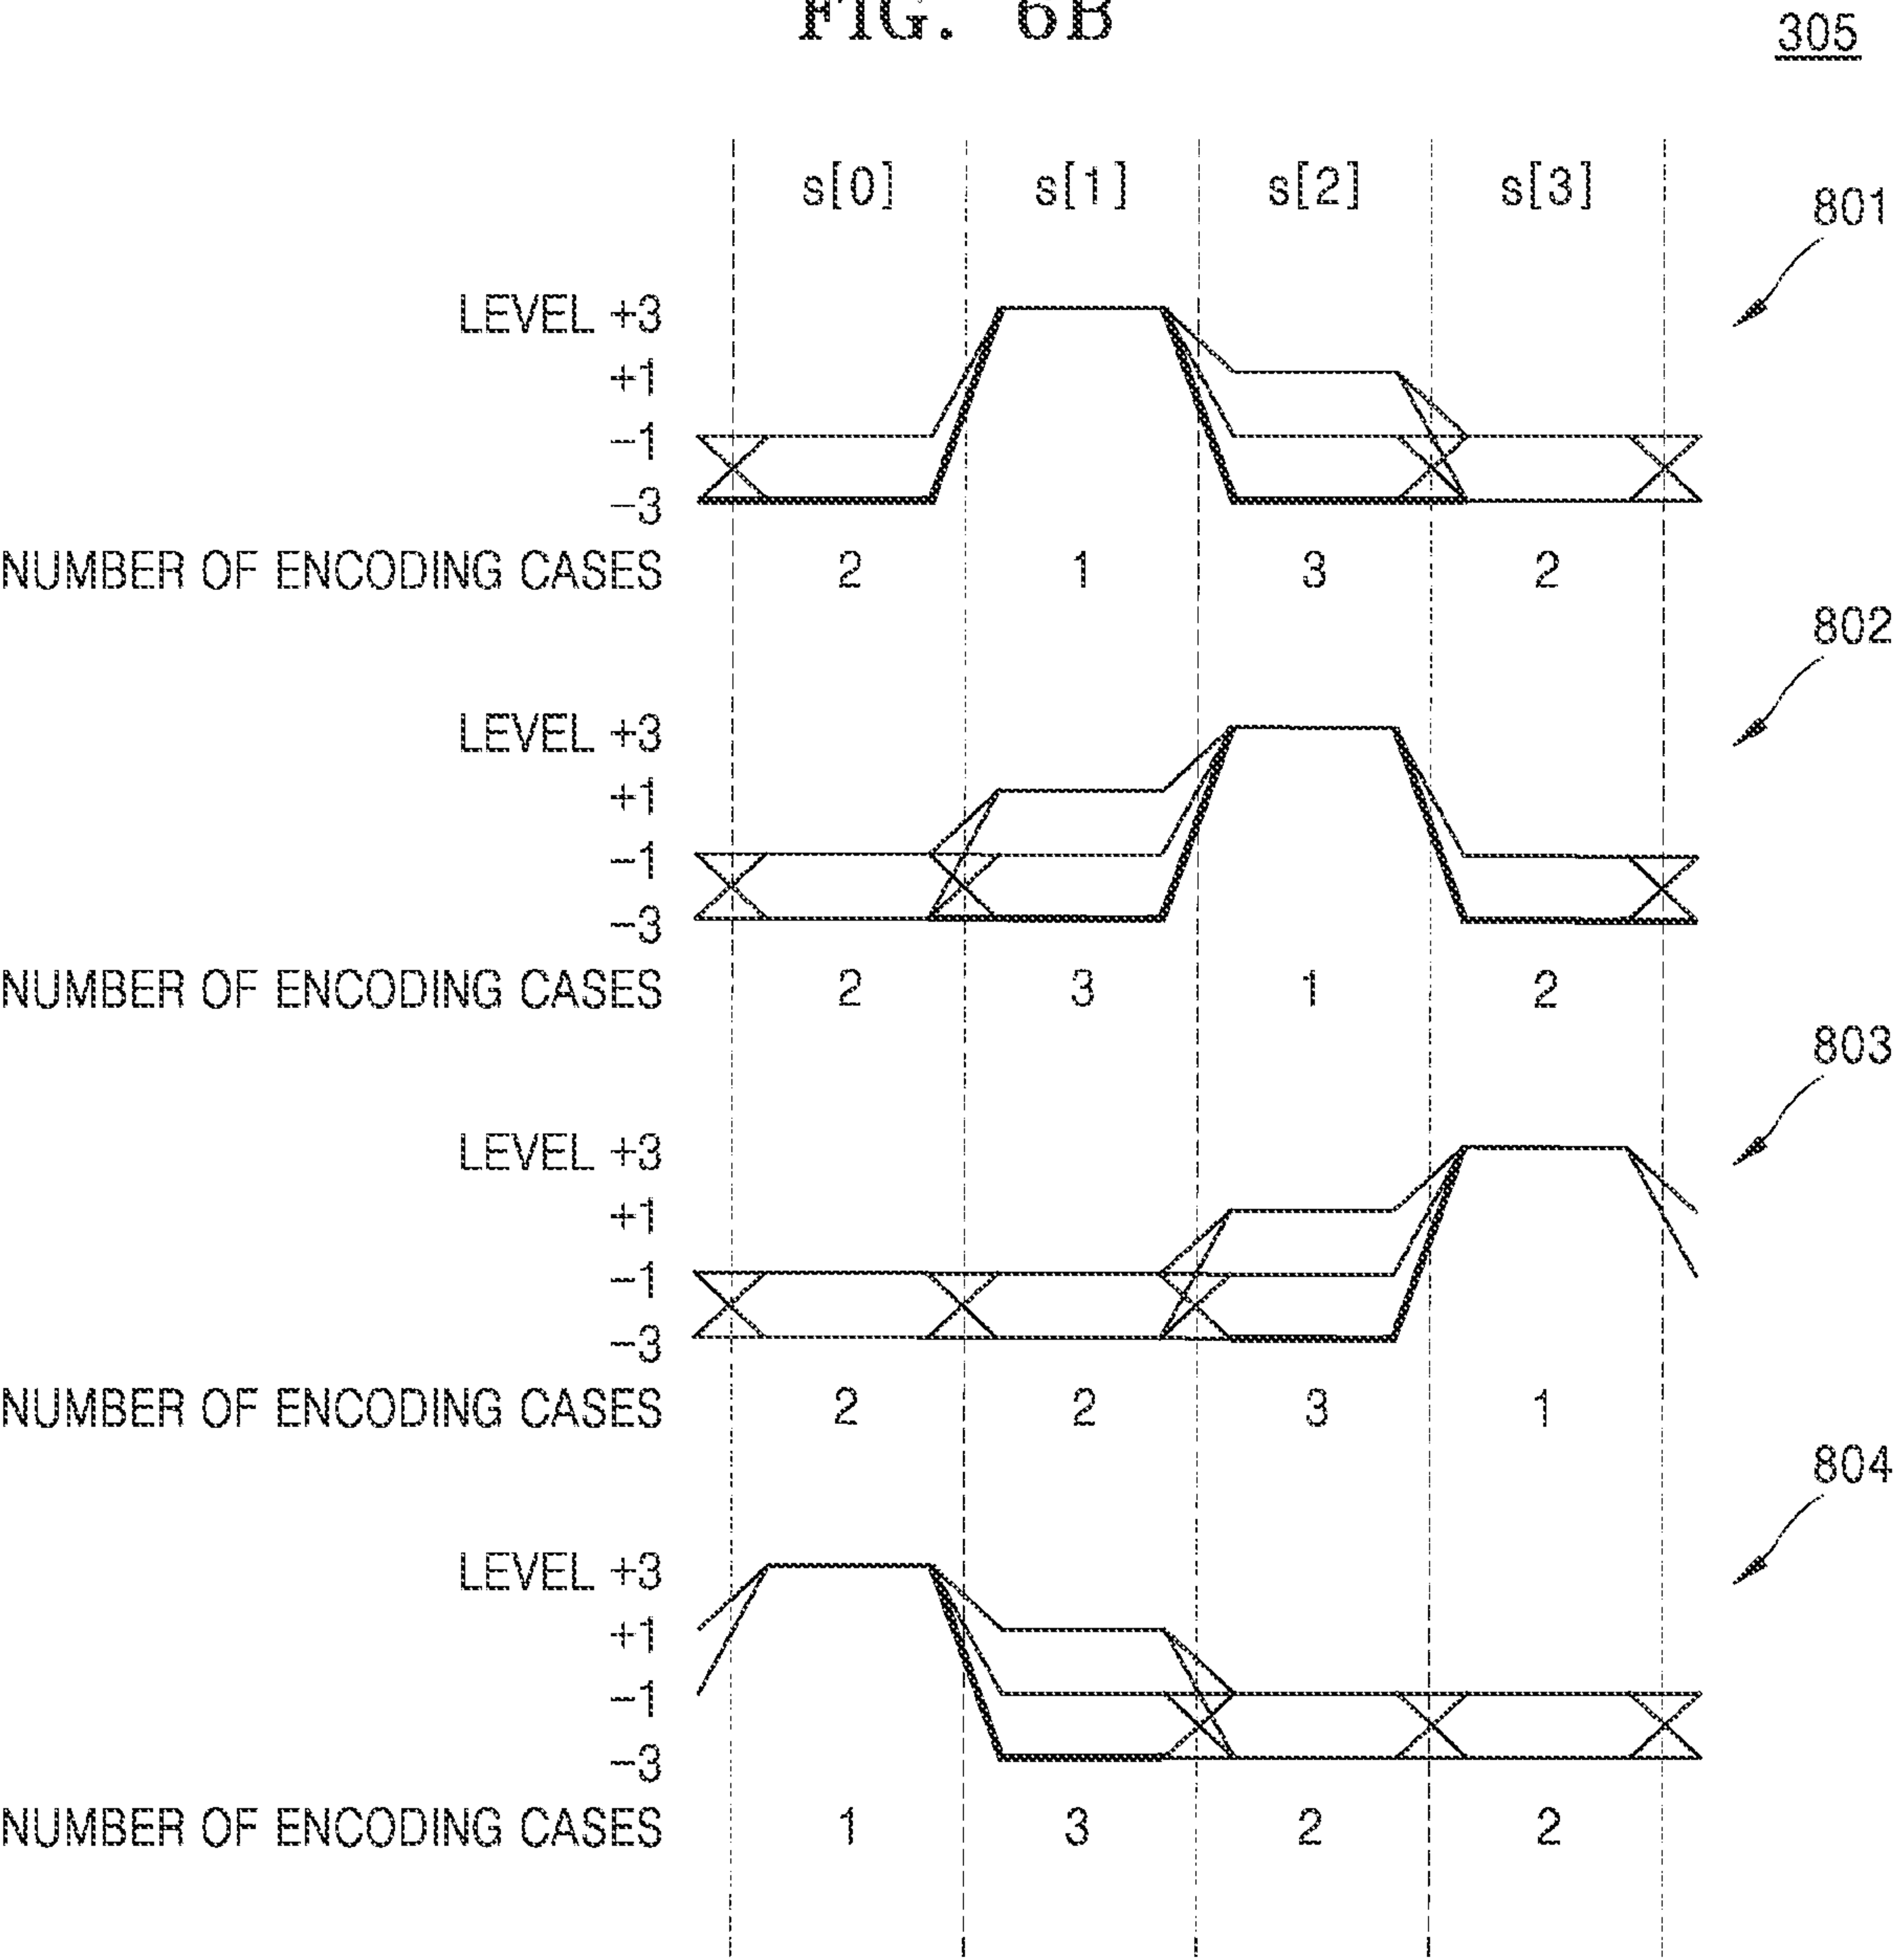 FIG. 6B
305
s[0] s[1] s[2] s[3]
801
LEVEL +3
+1
-1
-3
NUMBER OF ENCODING CASES 2 1 3 2
802
LEVEL +3
+1
-1
-3
NUMBER OF ENCODING CASES 2 3 1 2
803
LEVEL +3
+1
-1
-3
NUMBER OF ENCODING CASES 2 2 3 1
804
LEVEL +3
+1
-1
-3
NUMBER OF ENCODING CASES 1 3 2 2